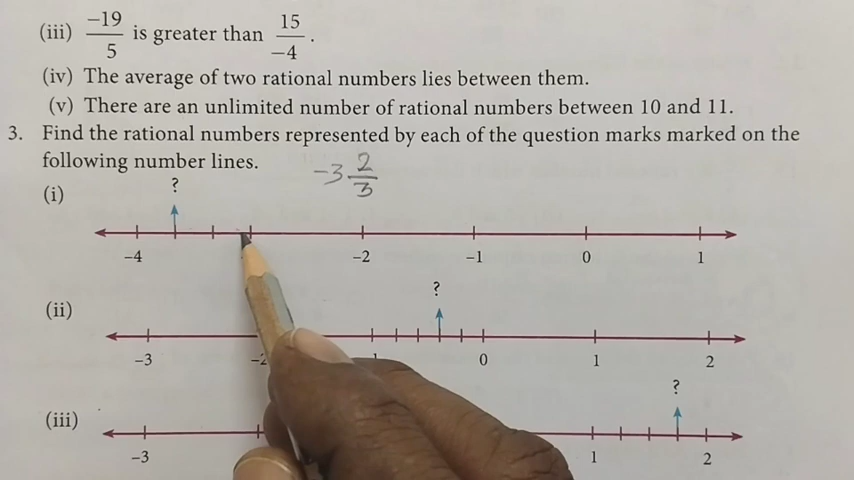 (iii) −19/5 is greater than 15/−4 .
(iv) The average of two rational numbers lies between them.
(v) There are an unlimited number of rational numbers between 10 and 11.
3. Find the rational numbers represented by each of the question marks marked on the
following number lines.
−3 2/3
(i) ?
−4 −2 −1 0 1
(ii) ?
−3 −2 0 1 2
(iii) ?
−3 1 2